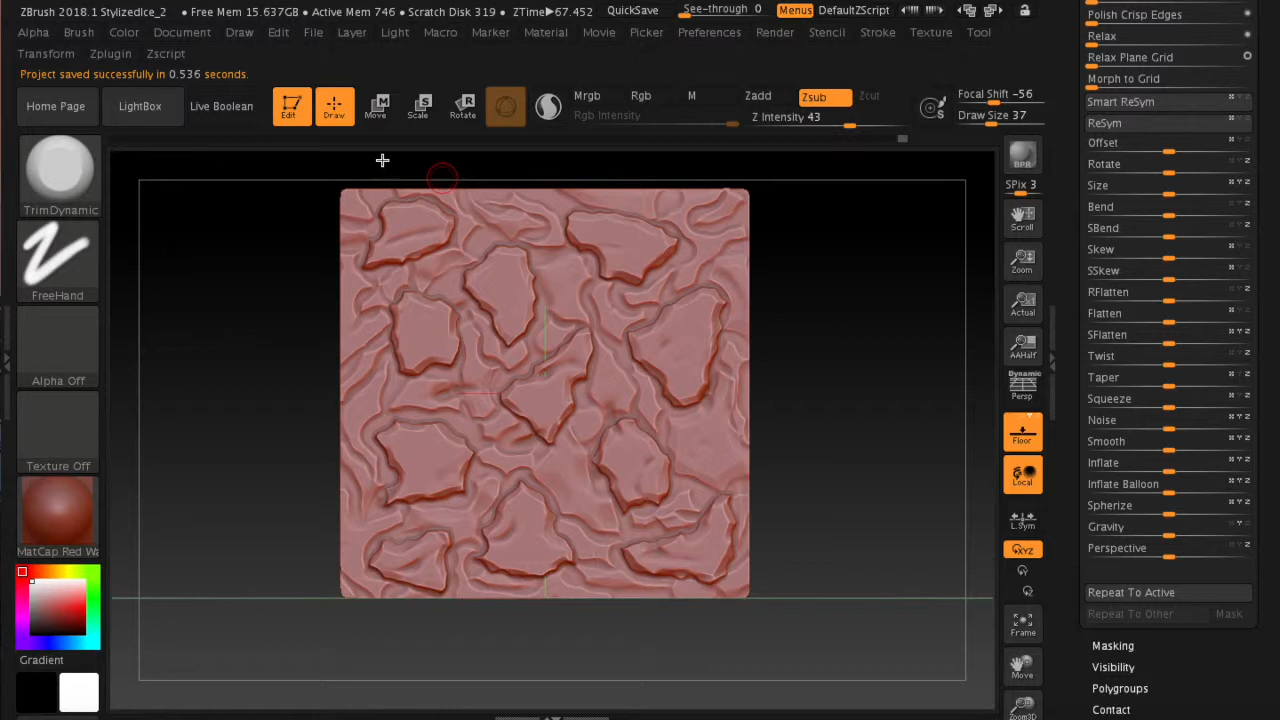 ZBrush 2018.1 StylizedIce_2 • Free Mem 15.637GB • Active Mem 746 • Scratch Disk 319 • ZTime▶67.452 QuickSave See-through 0 Menus DefaultZScript
Alpha Brush Color Document Draw Edit File Layer Light Macro Marker Material Movie Picker Preferences Render Stencil Stroke Texture Tool
Transform Zplugin Zscript
Project saved successfully in 0.536 seconds.
Home Page LightBox Live Boolean Edit Draw Move Scale Rotate
Mrgb Rgb M Zadd Zsub Zcut Focal Shift -56
Rgb Intensity Z Intensity 43 Draw Size 37
S
TrimDynamic
FreeHand
Alpha Off
Texture Off
MatCap Red Wa
Gradient
BPR
SPix 3
Scroll
Zoom
Actual
AAHalf
Dynamic
Persp
Floor
Local
L.Sym
XYZ
Y
Z
Frame
Move
Zoom3D
Polish Crisp Edges
Relax
Relax Plane Grid
Morph to Grid
Smart ReSym
ReSym
Offset
Rotate
Size
Bend
SBend
Skew
SSkew
RFlatten
Flatten
SFlatten
Twist
Taper
Squeeze
Noise
Smooth
Inflate
Inflate Balloon
Spherize
Gravity
Perspective
Repeat To Active
Repeat To Other Mask
Masking
Visibility
Polygroups
Contact